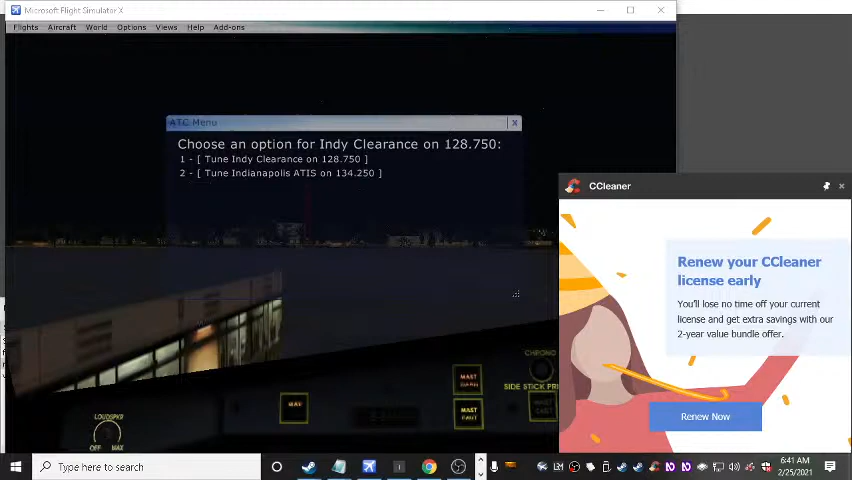 Microsoft Flight Simulator X
Flights Aircraft World Options Views Help Add-ons
ATC Menu
Choose an option for Indy Clearance on 128.750:
1 - [ Tune Indy Clearance on 128.750 ]
2 - [ Tune Indianapolis ATIS on 134.250 ]
CCleaner
Renew your CCleaner
license early
You'll lose no time off your current
license and get extra savings with our
2-year value bundle offer.
Renew Now
CHRONO
SIDE STICK PRI
MAST
WARN
MAST
CAUT
LOUDSPKR
OFF MAX
Type here to search
6:41 AM
2/25/2021